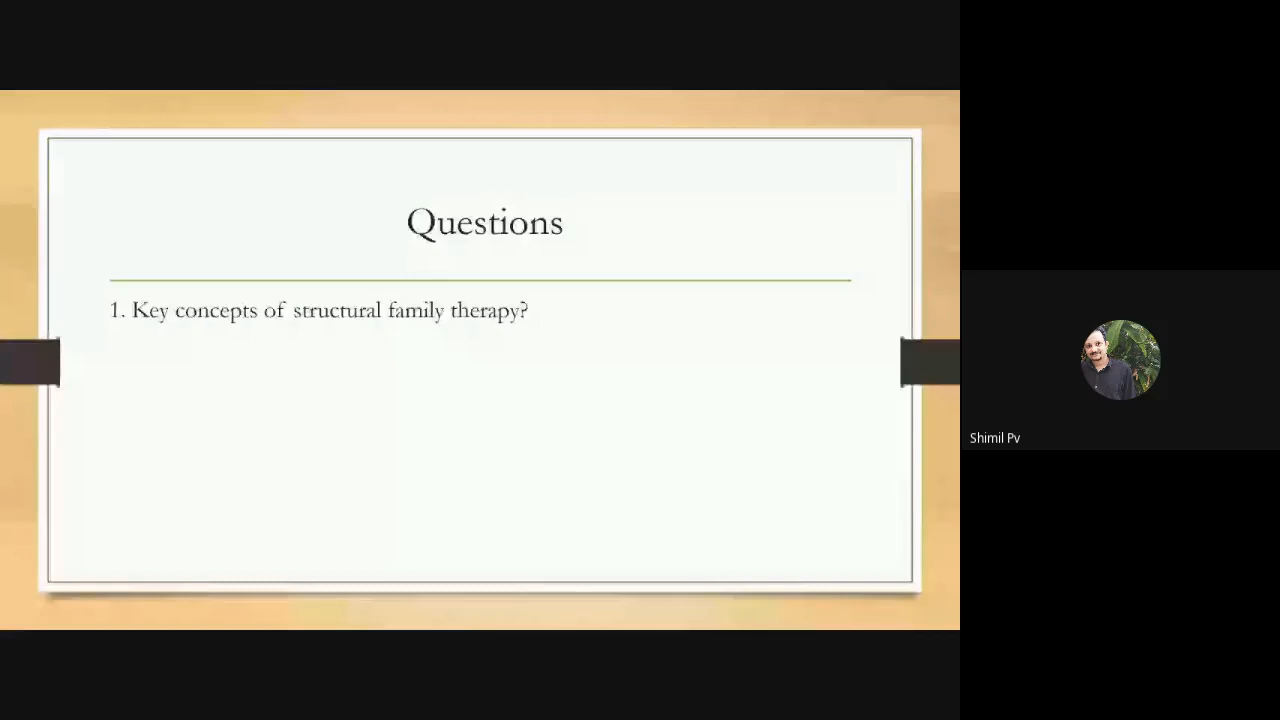 Questions
1. Key concepts of structural family therapy?
Shimil Pv